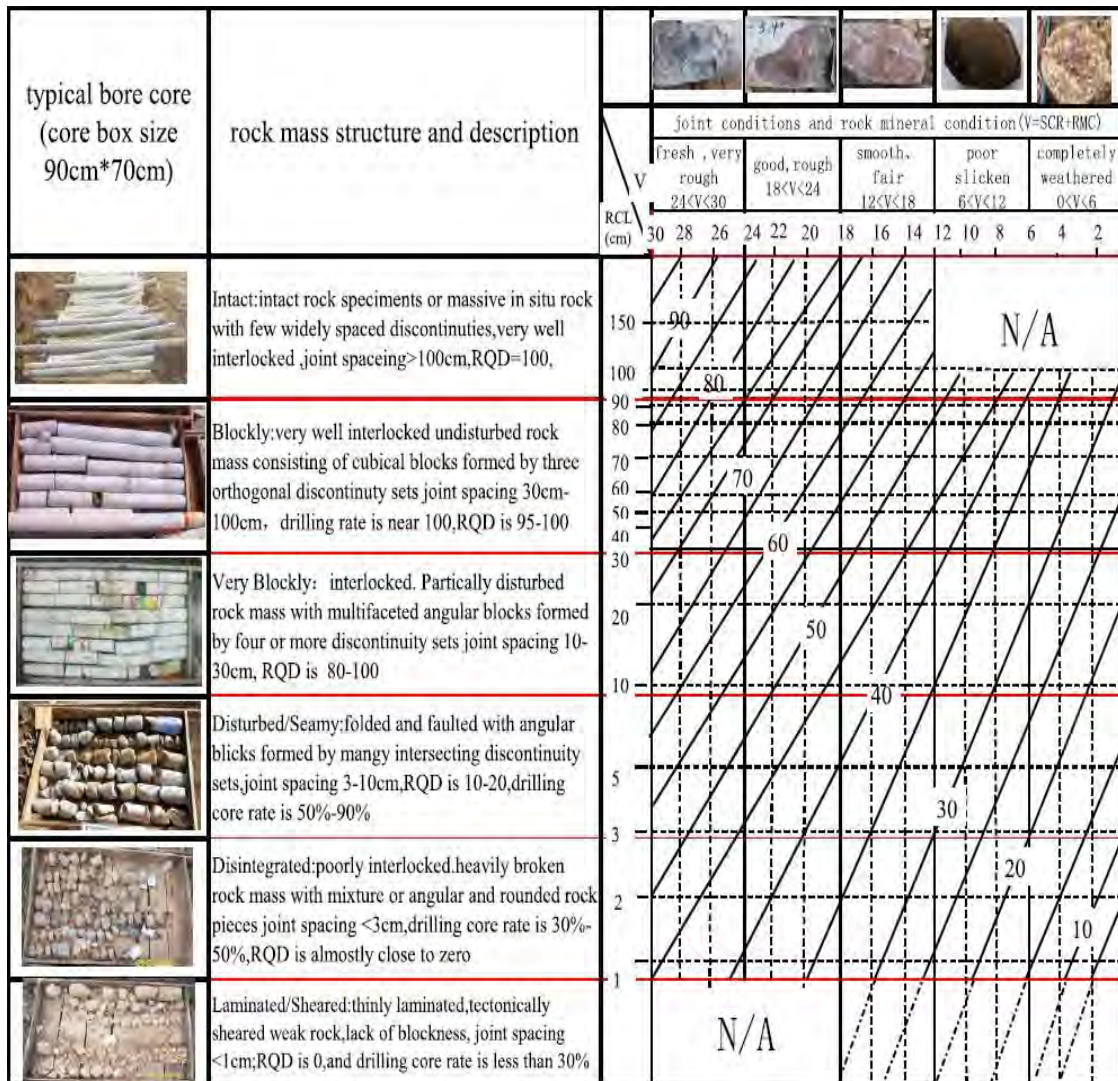 typical bore core
(core box size
90cm*70cm)
rock mass structure and description
joint conditions and rock mineral condition(V=SCR+RMC)
V
RCL
(cm)
fresh ,very
rough
24<V<30
good,rough
18<V<24
smooth、
fair
12<V<18
poor
slicken
6<V<12
completely
weathered
0<V<6
30 28 26 24 22 20 18 16 14 12 10 8 6 4 2
Intact:intact rock speciments or massive in situ rock
with few widely spaced discontinuties,very well
interlocked ,joint spaceing>100cm,RQD=100,
Blockly:very well interlocked undisturbed rock
mass consisting of cubical blocks formed by three
orthogonal discontinuty sets joint spacing 30cm-
100cm，drilling rate is near 100,RQD is 95-100
Very Blockly：interlocked. Partically disturbed
rock mass with multifaceted angular blocks formed
by four or more discontinuity sets joint spacing 10-
30cm, RQD is 80-100
Disturbed/Seamy:folded and faulted with angular
blicks formed by mangy intersecting discontinuity
sets,joint spacing 3-10cm,RQD is 10-20,drilling
core rate is 50%-90%
Disintegrated:poorly interlocked.heavily broken
rock mass with mixture or angular and rounded rock
pieces joint spacing <3cm,drilling core rate is 30%-
50%,RQD is almostly close to zero
Laminated/Sheared:thinly laminated,tectonically
sheared weak rock,lack of blockness, joint spacing
<1cm;RQD is 0,and drilling core rate is less than 30%
150
100
90
80
70
60
50
40
30
20
10
5
3
2
1
90
80
70
60
50
40
30
20
10
N/A
N/A